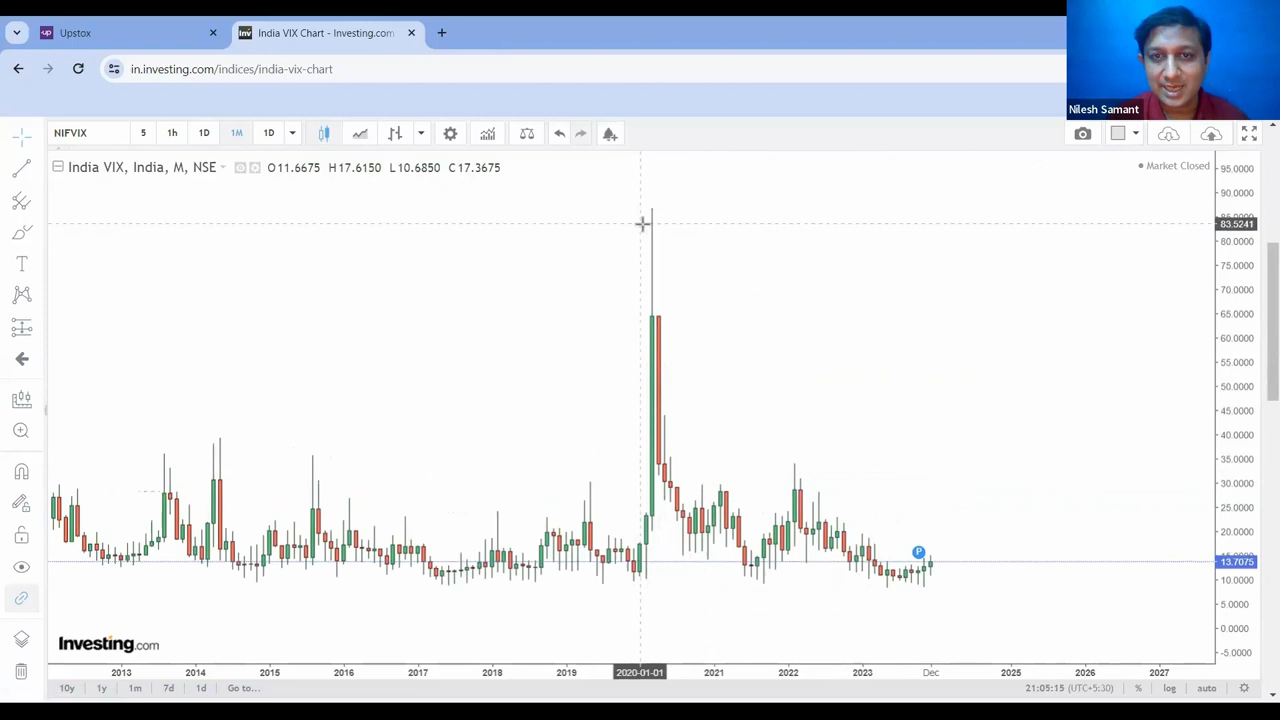 Upstox
India VIX Chart - Investing.com
in.investing.com/indices/india-vix-chart
Nilesh Samant
NIFVIX 5 1h 1D 1M 1D
India VIX, India, M, NSE O11.6675 H17.6150 L10.6850 C17.3675
Market Closed
95.0000
90.0000
83.5241
80.0000
75.0000
70.0000
65.0000
60.0000
55.0000
50.0000
45.0000
40.0000
35.0000
30.0000
25.0000
20.0000
P
13.7075
10.0000
5.0000
0.0000
-5.0000
Investing.com
2013 2014 2015 2016 2017 2018 2019 2020-01-01 2021 2022 2023 Dec 2025 2026 2027
10y 1y 1m 7d 1d Go to... 21:05:15 (UTC+5:30) % log auto